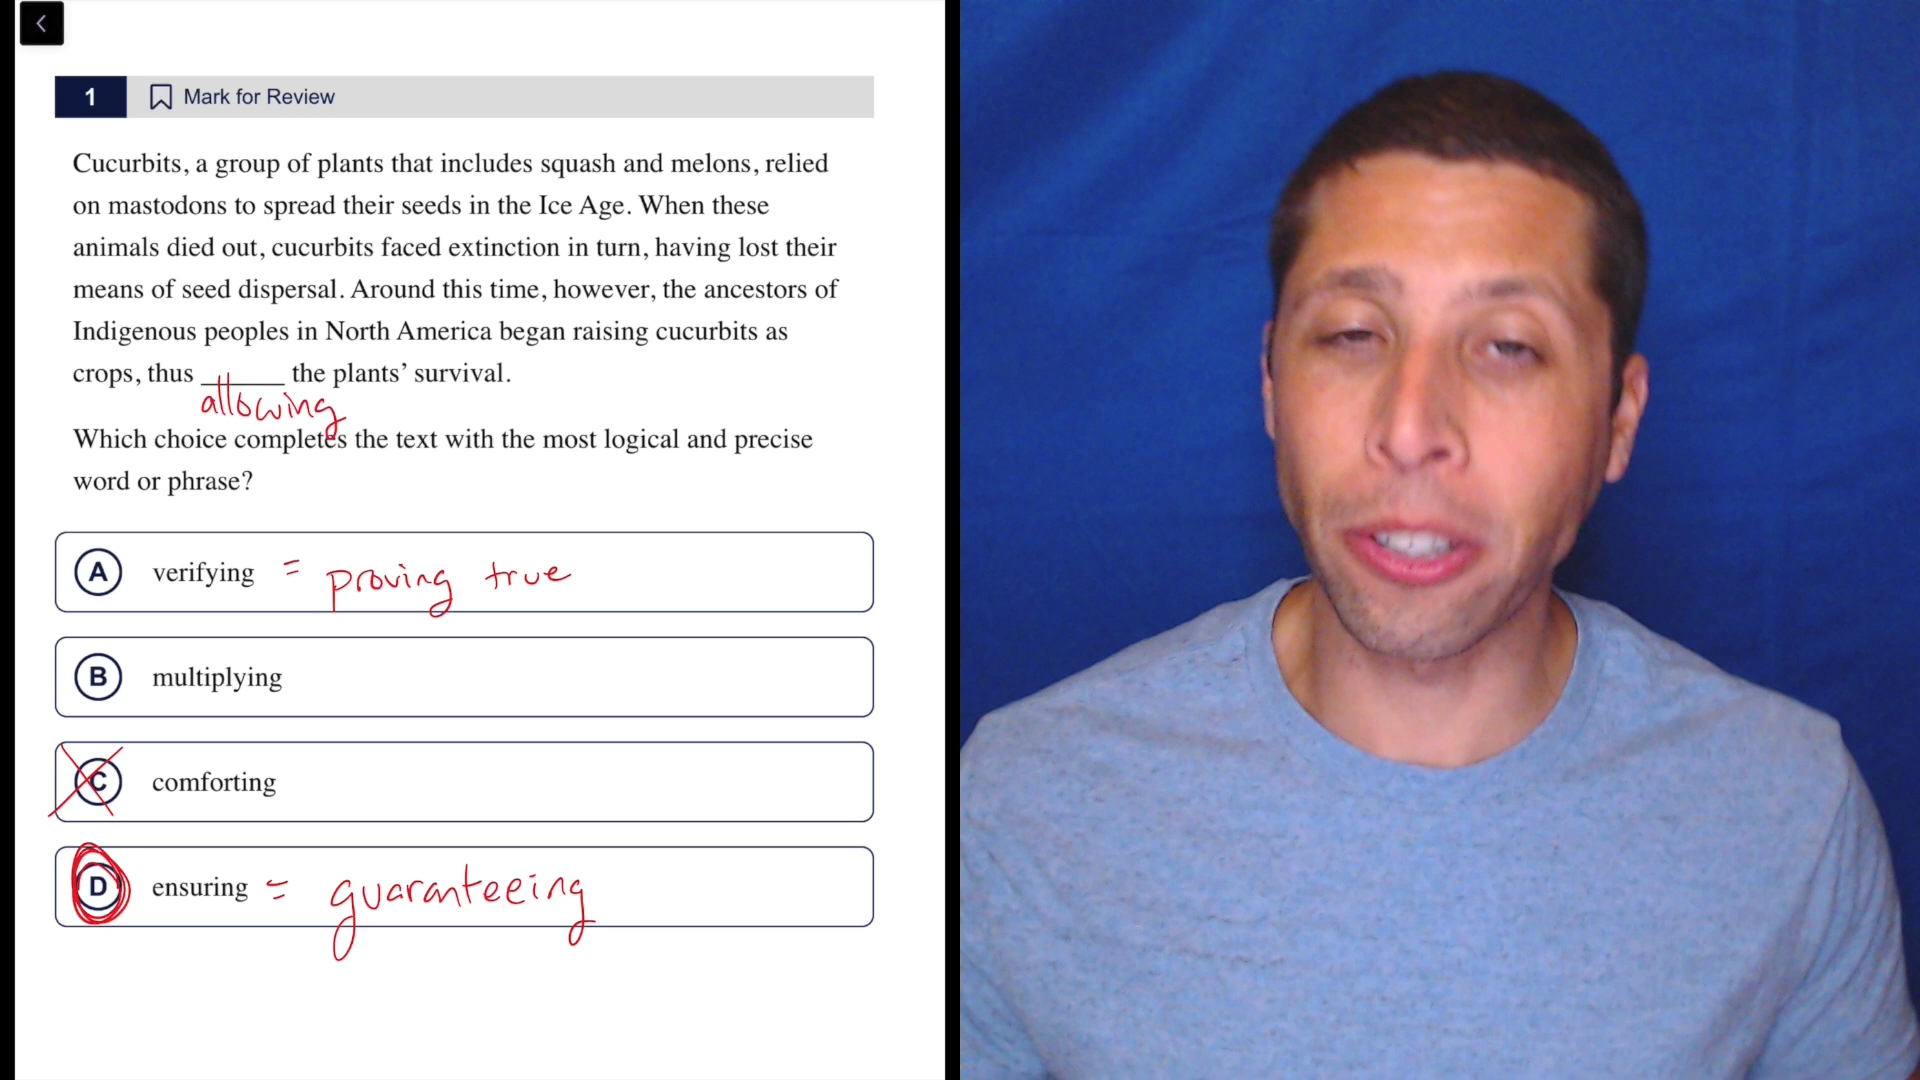 1 Mark for Review
Cucurbits, a group of plants that includes squash and melons, relied
on mastodons to spread their seeds in the Ice Age. When these
animals died out, cucurbits faced extinction in turn, having lost their
means of seed dispersal. Around this time, however, the ancestors of
Indigenous peoples in North America began raising cucurbits as
crops, thus ______ the plants’ survival.
allowing
Which choice completes the text with the most logical and precise
word or phrase?
A verifying = proving true
B multiplying
C comforting
D ensuring = guaranteeing